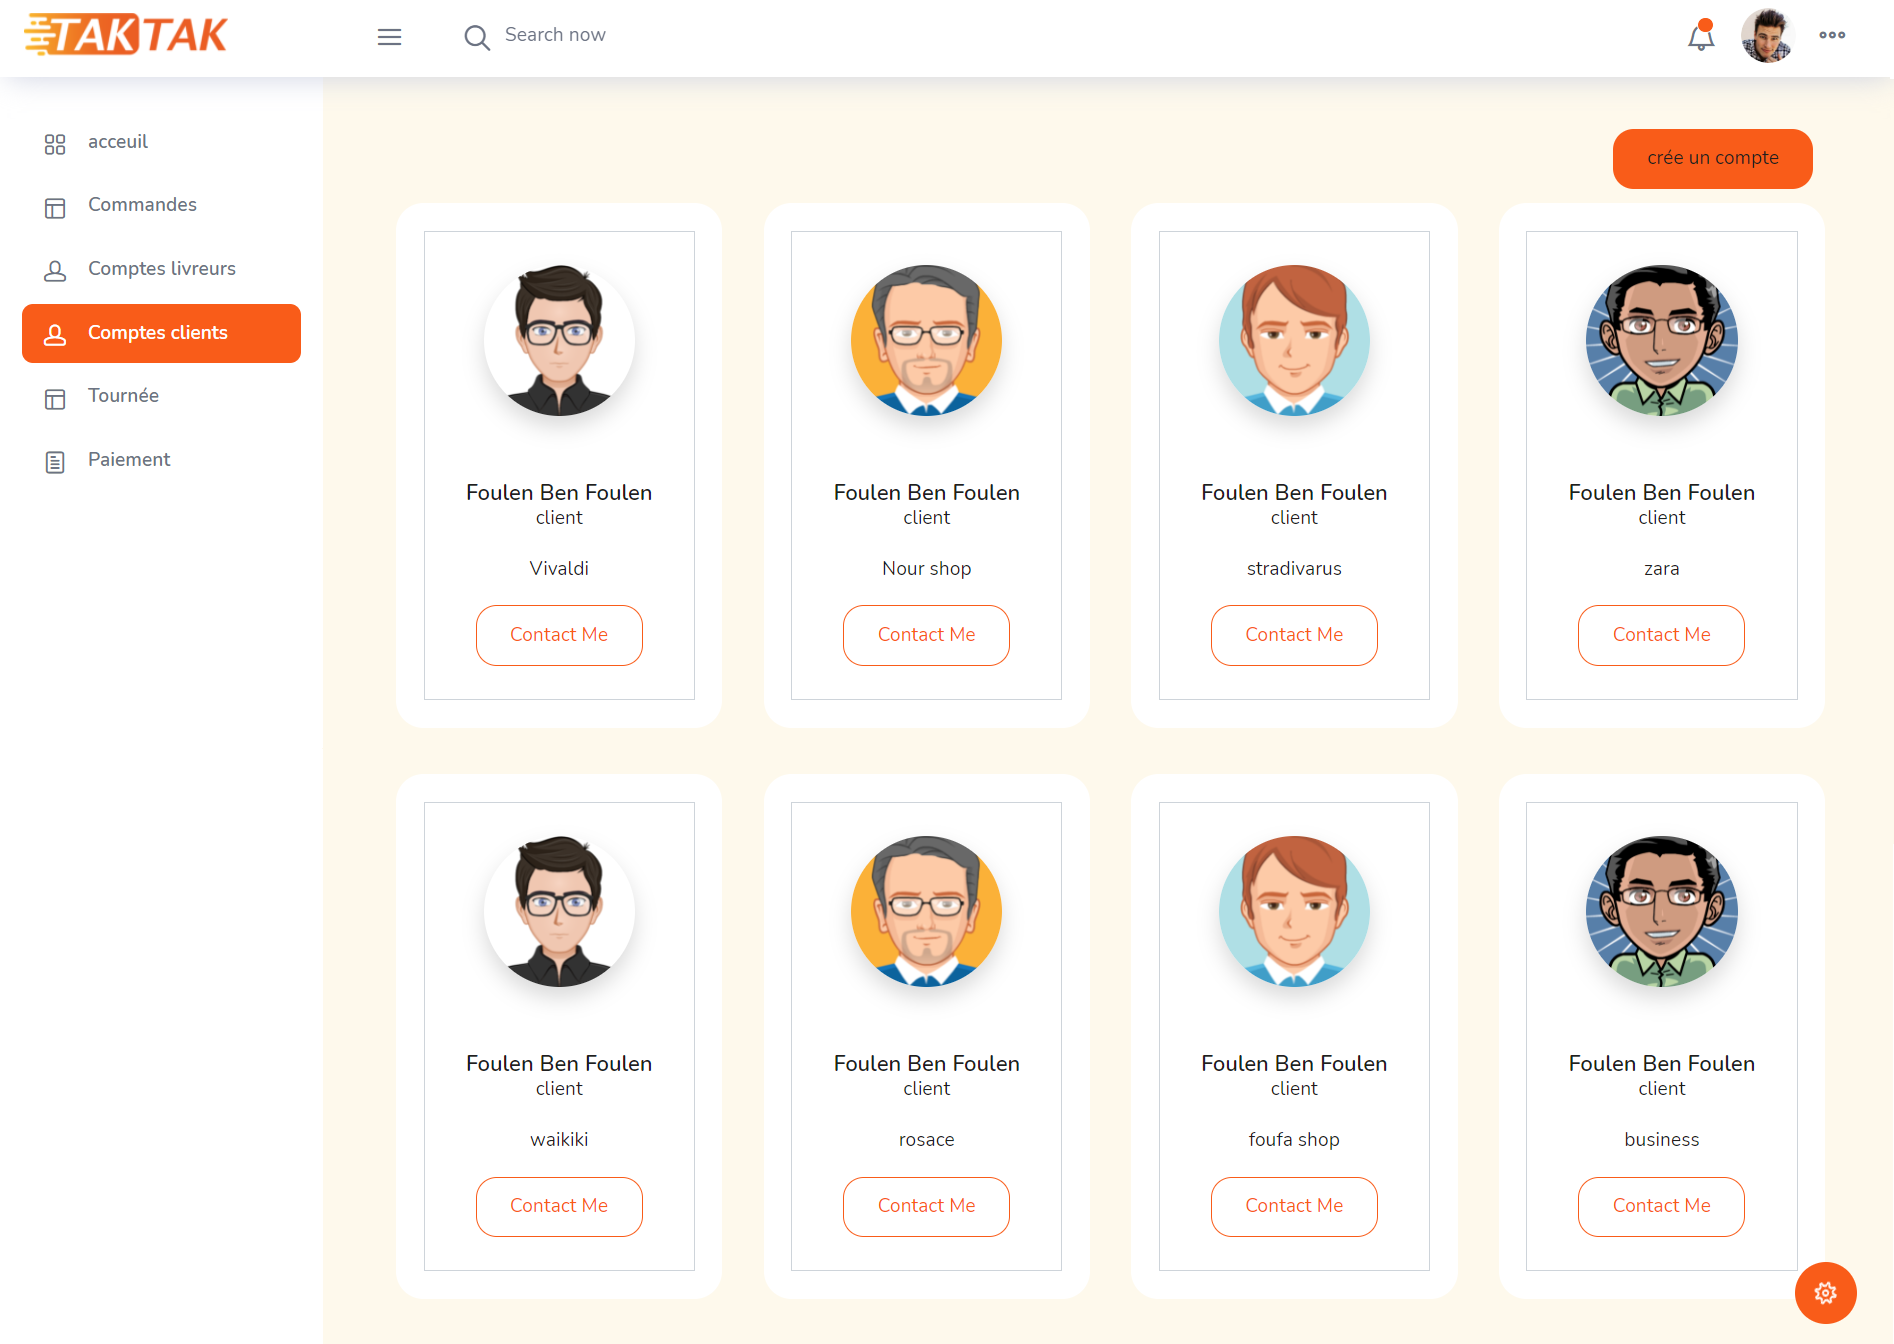 TAKTAK
Search now
acceuil
Commandes
Comptes livreurs
Comptes clients
Tournée
Paiement
crée un compte
Foulen Ben Foulen
client
Vivaldi
Contact Me
Foulen Ben Foulen
client
Nour shop
Contact Me
Foulen Ben Foulen
client
stradivarus
Contact Me
Foulen Ben Foulen
client
zara
Contact Me
Foulen Ben Foulen
client
waikiki
Contact Me
Foulen Ben Foulen
client
rosace
Contact Me
Foulen Ben Foulen
client
foufa shop
Contact Me
Foulen Ben Foulen
client
business
Contact Me